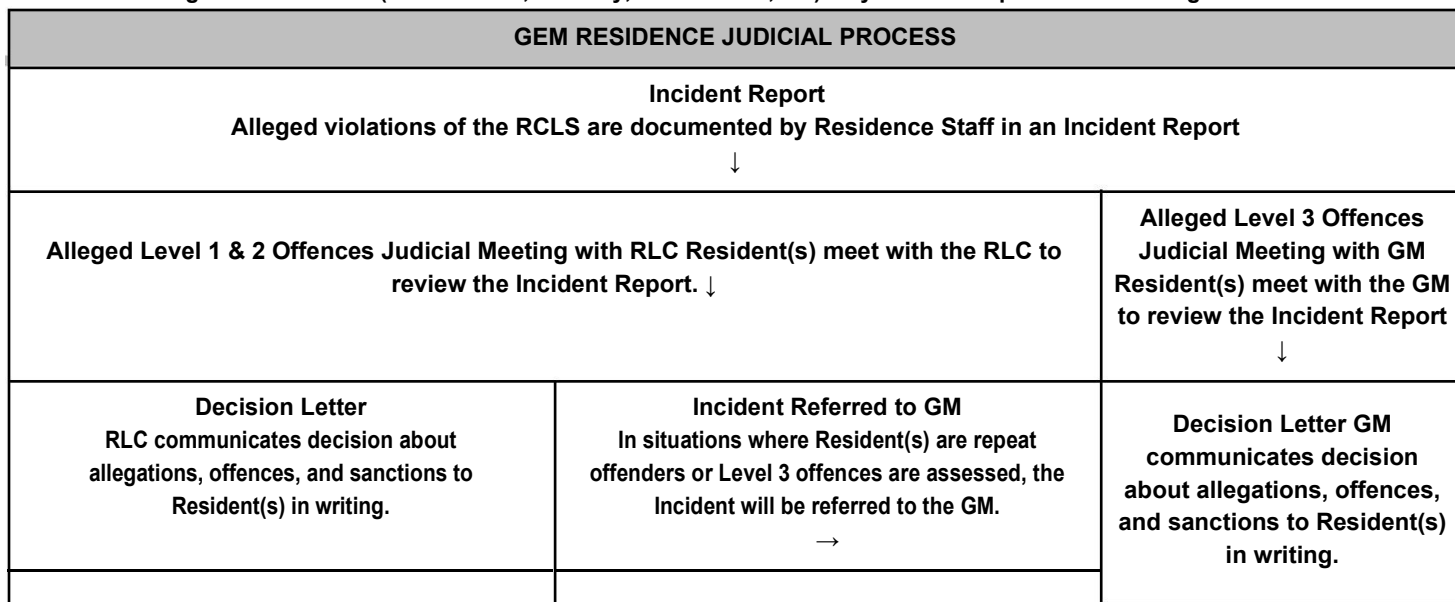 GEM RESIDENCE JUDICIAL PROCESS
Incident Report
Alleged violations of the RCLS are documented by Residence Staff in an Incident Report
↓
Alleged Level 1 & 2 Offences Judicial Meeting with RLC Resident(s) meet with the RLC to
review the Incident Report. ↓
Alleged Level 3 Offences
Judicial Meeting with GM
Resident(s) meet with the GM
to review the Incident Report
↓
Decision Letter
RLC communicates decision about
allegations, offences, and sanctions to
Resident(s) in writing.
Incident Referred to GM
In situations where Resident(s) are repeat
offenders or Level 3 offences are assessed, the
Incident will be referred to the GM.
→
Decision Letter GM
communicates decision
about allegations, offences,
and sanctions to Resident(s)
in writing.